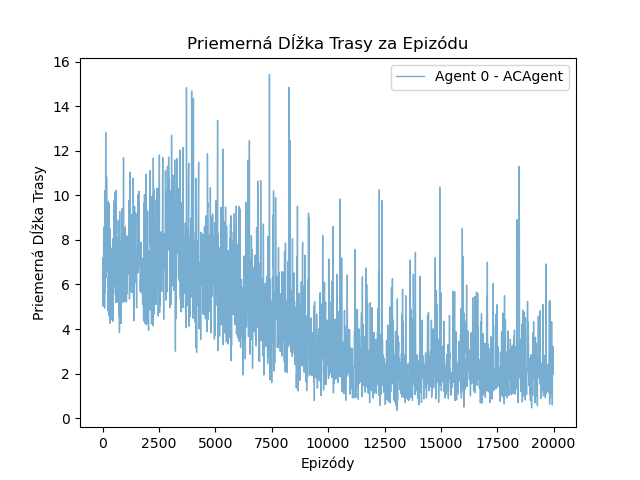 Priemerná Dĺžka Trasy za Epizódu
Agent 0 - ACAgent
Priemerná Dĺžka Trasy
16
14
12
10
8
6
4
2
0
0 2500 5000 7500 10000 12500 15000 17500 20000
Epizódy